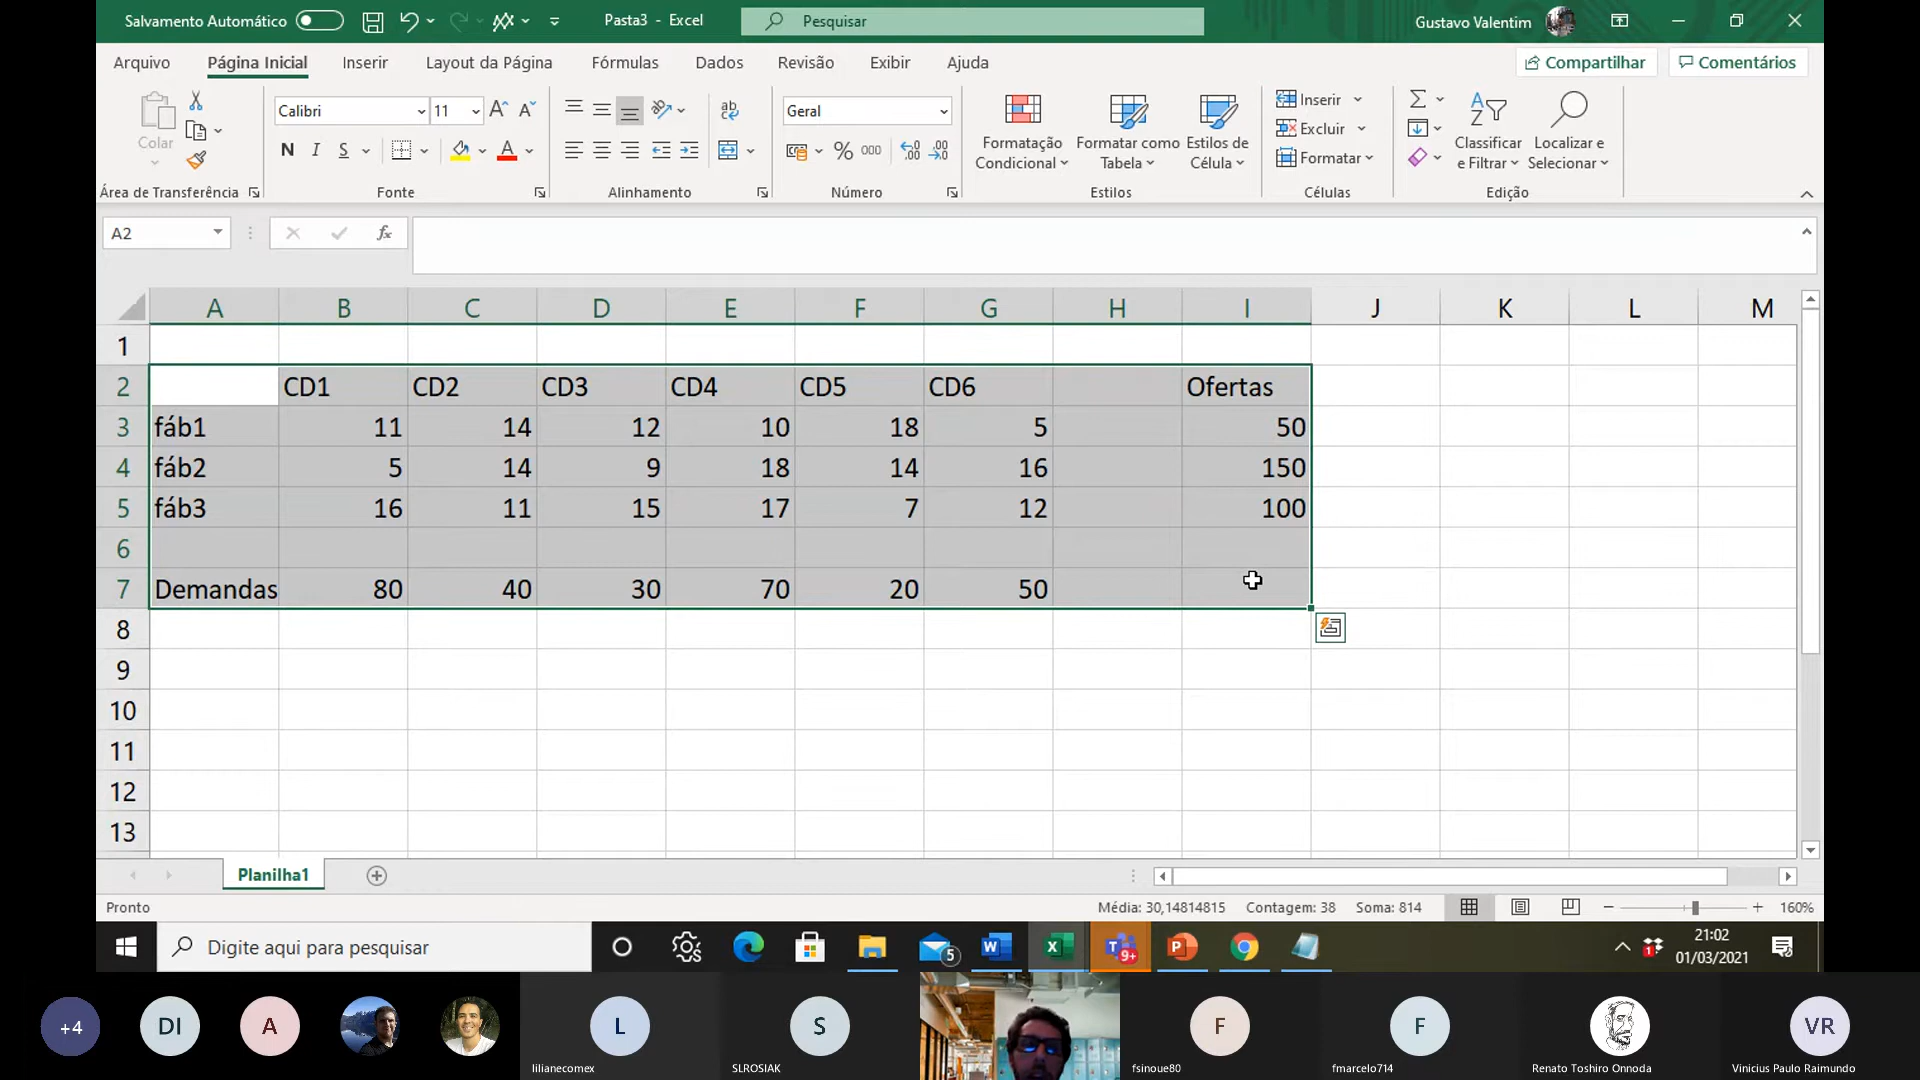 Salvamento Automático
Pasta3 - Excel
Pesquisar
Gustavo Valentim
Arquivo
Página Inicial
Inserir
Layout da Página
Fórmulas
Dados
Revisão
Exibir
Ajuda
Compartilhar
Comentários
Colar
Calibri
11
Geral
Formatação Condicional
Formatar como Tabela
Estilos de Célula
Inserir
Excluir
Formatar
Classificar e Filtrar
Localizar e Selecionar
Área de Transferência
Fonte
Alinhamento
Número
Estilos
Células
Edição
A2
A B C D E F G H I J K L M
1
2 CD1 CD2 CD3 CD4 CD5 CD6 Ofertas
3 fáb1 11 14 12 10 18 5 50
4 fáb2 5 14 9 18 14 16 150
5 fáb3 16 11 15 17 7 12 100
6
7 Demandas 80 40 30 70 20 50
8
9
10
11
12
13
Planilha1
Pronto
Média: 30,14814815
Contagem: 38
Soma: 814
160%
Digite aqui para pesquisar
5
9+
1
21:02
01/03/2021
+4
DI
A
L
lilianecomex
S
SLROSIAK
F
fsinoue80
F
fmarcelo714
Renato Toshiro Onnoda
VR
Vinicius Paulo Raimundo